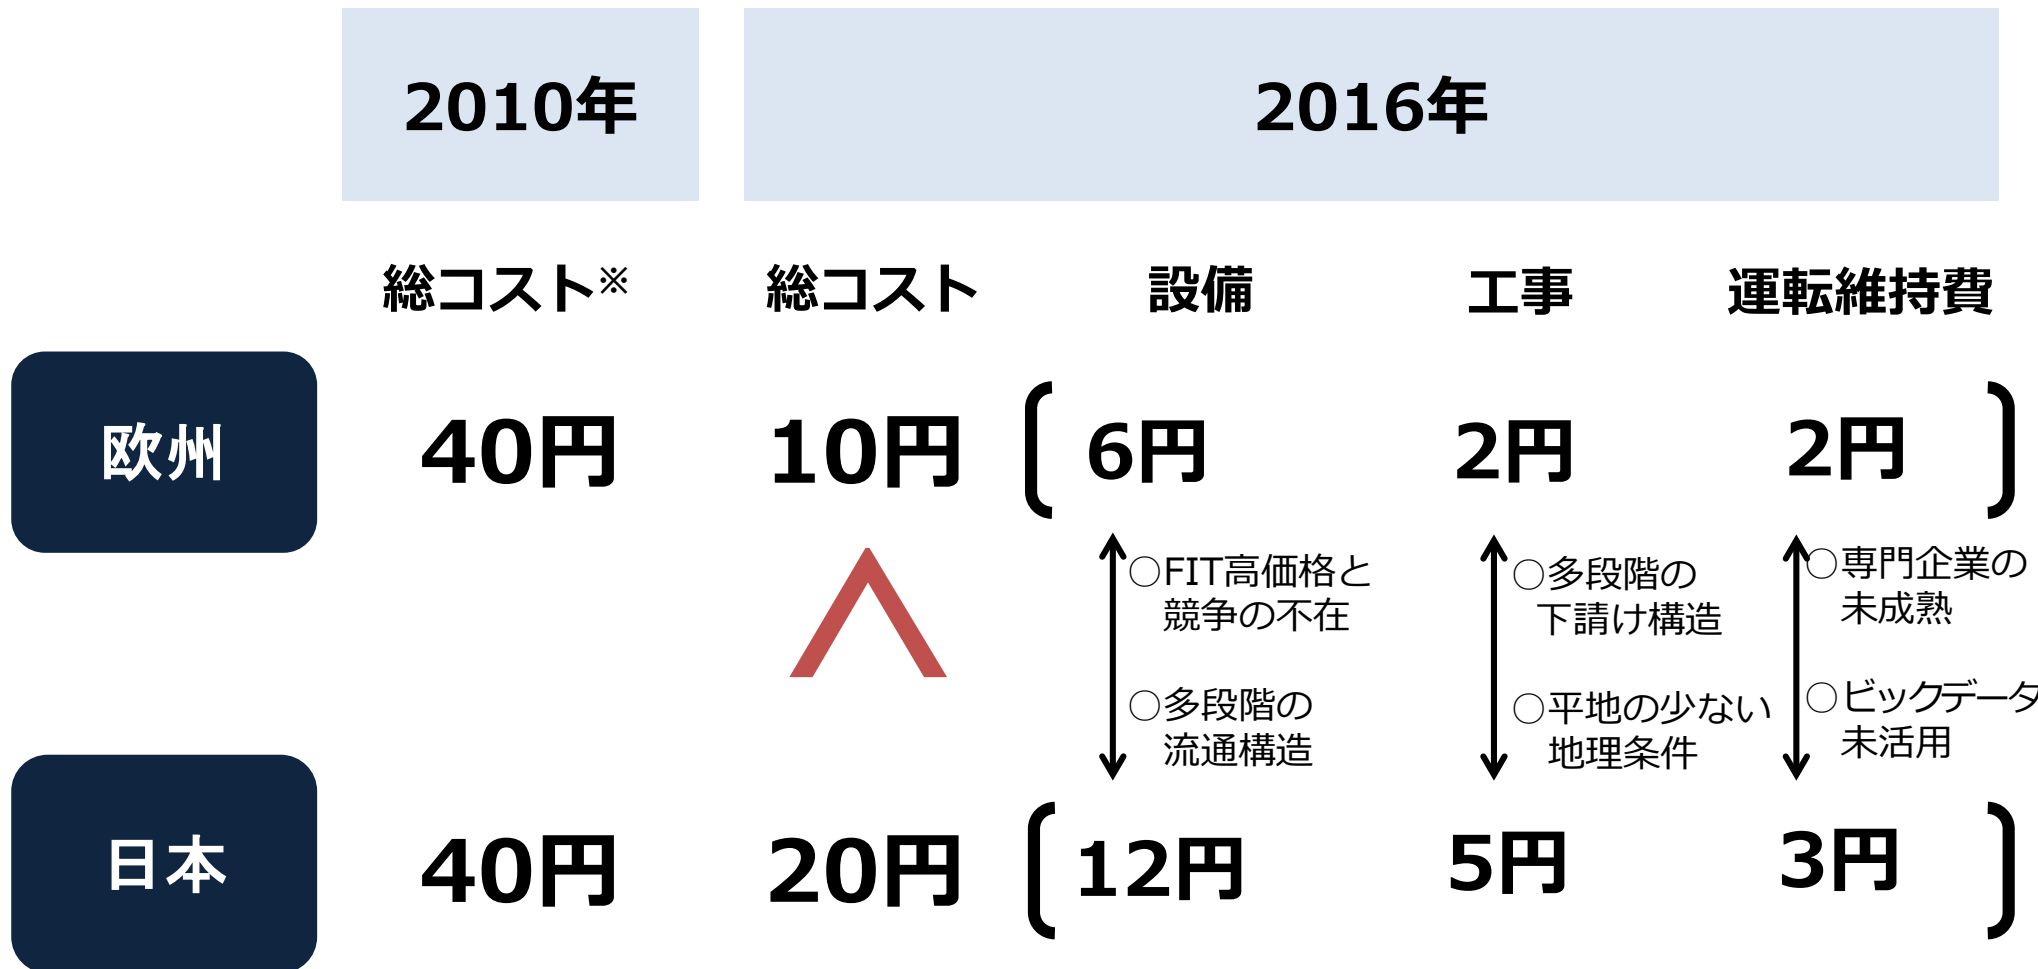 2010年
2016年
総コスト※
総コスト
設備
工事
運転維持費
欧州
40円
10円
6円
2円
2円
○FIT高価格と
競争の不在
○多段階の
流通構造
○多段階の
下請け構造
○平地の少ない
地理条件
○専門企業の
未成熟
○ビックデータ
未活用
日本
40円
20円
12円
5円
3円